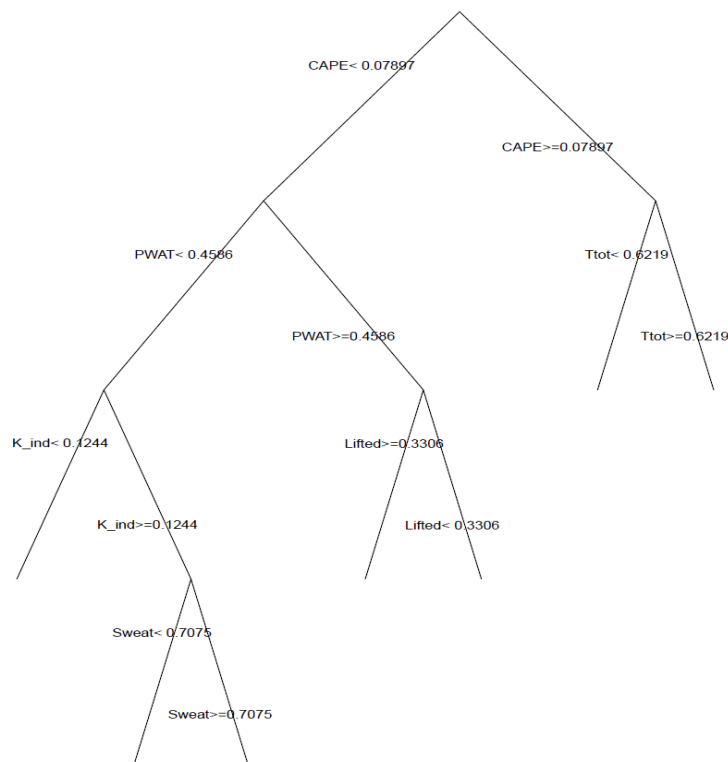 CAPE< 0.07897
CAPE>=0.07897
PWAT< 0.4586
Ttot< 0.6219
PWAT>=0.4586
Ttot>=0.6219
K_ind< 0.1244
Lifted>=0.3306
K_ind>=0.1244
Lifted< 0.3306
Sweat< 0.7075
Sweat>=0.7075